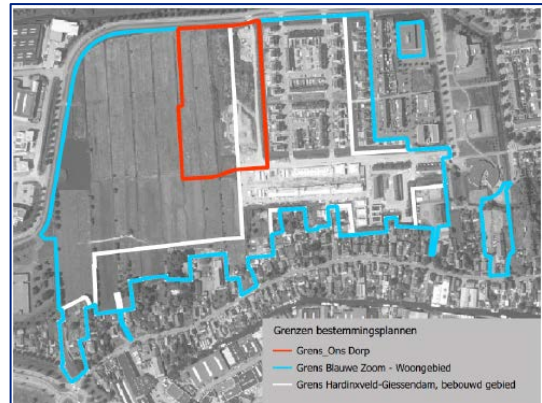 Grenzen bestemmingsplannen
Grens_Ons Dorp
Grens Blauwe Zoom - Woongebied
Grens Hardinxveld-Giessendam, bebouwd gebied